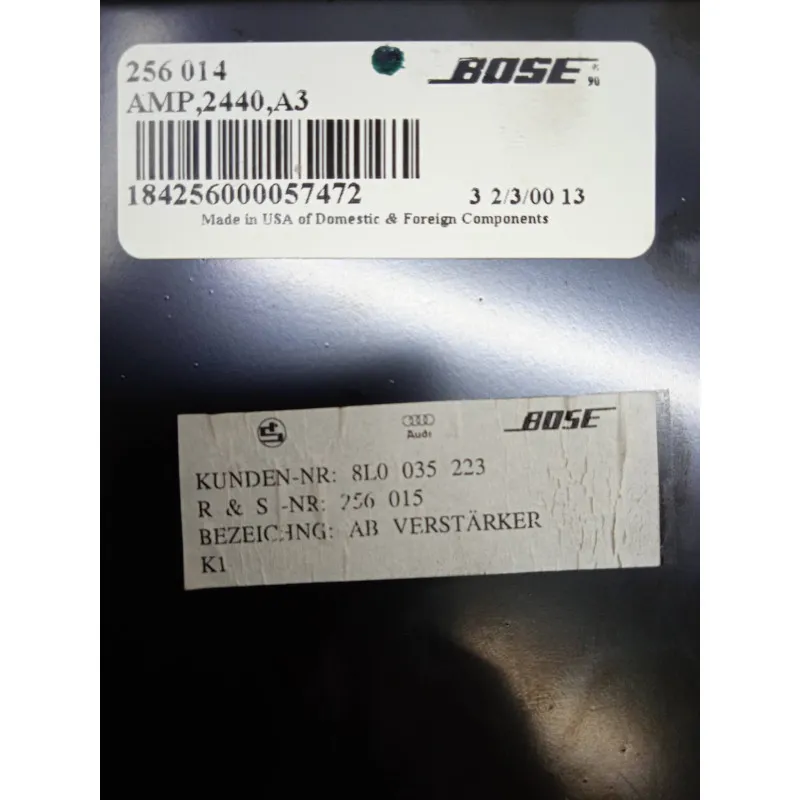 256 014
BOSE®
AMP,2440,A3
90
184256000057472
3 2/3/00 13
Made in USA of Domestic & Foreign Components
Audi
BOSE
KUNDEN-NR: 8L0 035 223
R & S -NR: 256 015
BEZEICHNG: AB VERSTÄRKER
K1